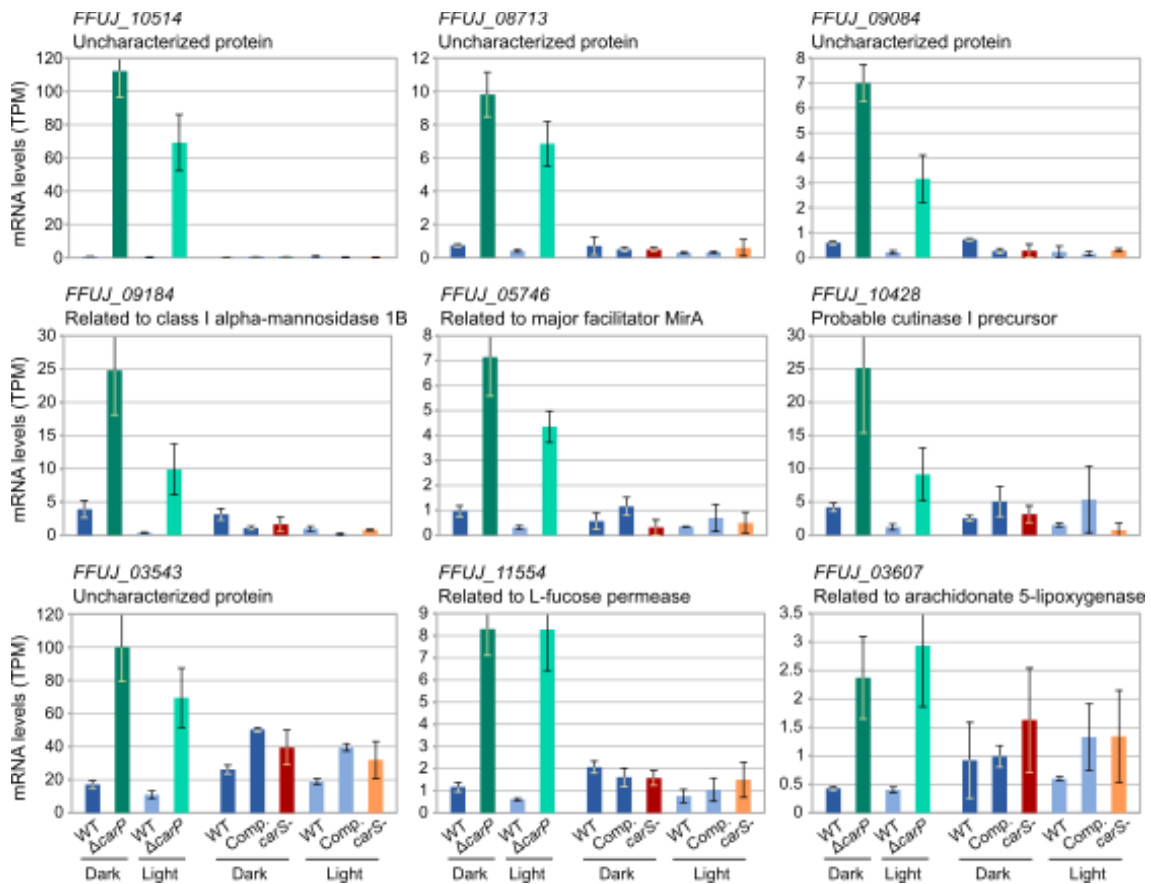 FFUJ_10514
Uncharacterized protein
mRNA levels (TPM)
120
100
80
60
40
20
0
FFUJ_08713
Uncharacterized protein
12
10
8
6
4
2
0
FFUJ_09084
Uncharacterized protein
8
7
6
5
4
3
2
1
0
FFUJ_09184
Related to class I alpha-mannosidase 1B
mRNA levels (TPM)
30
25
20
15
10
5
0
FFUJ_05746
Related to major facilitator MirA
8
7
6
5
4
3
2
1
0
FFUJ_10428
Probable cutinase I precursor
30
25
20
15
10
5
0
FFUJ_03543
Uncharacterized protein
mRNA levels (TPM)
120
100
80
60
40
20
0
WT ΔcarP WT ΔcarP WT Comp. carS- WT Comp. carS-
Dark Light Dark Light
FFUJ_11554
Related to L-fucose permease
9
8
7
6
5
4
3
2
1
0
WT ΔcarP WT ΔcarP WT Comp. carS- WT Comp. carS-
Dark Light Dark Light
FFUJ_03607
Related to arachidonate 5-lipoxygenase
3.5
3
2.5
2
1.5
1
0.5
0
WT ΔcarP WT ΔcarP WT Comp. carS- WT Comp. carS-
Dark Light Dark Light